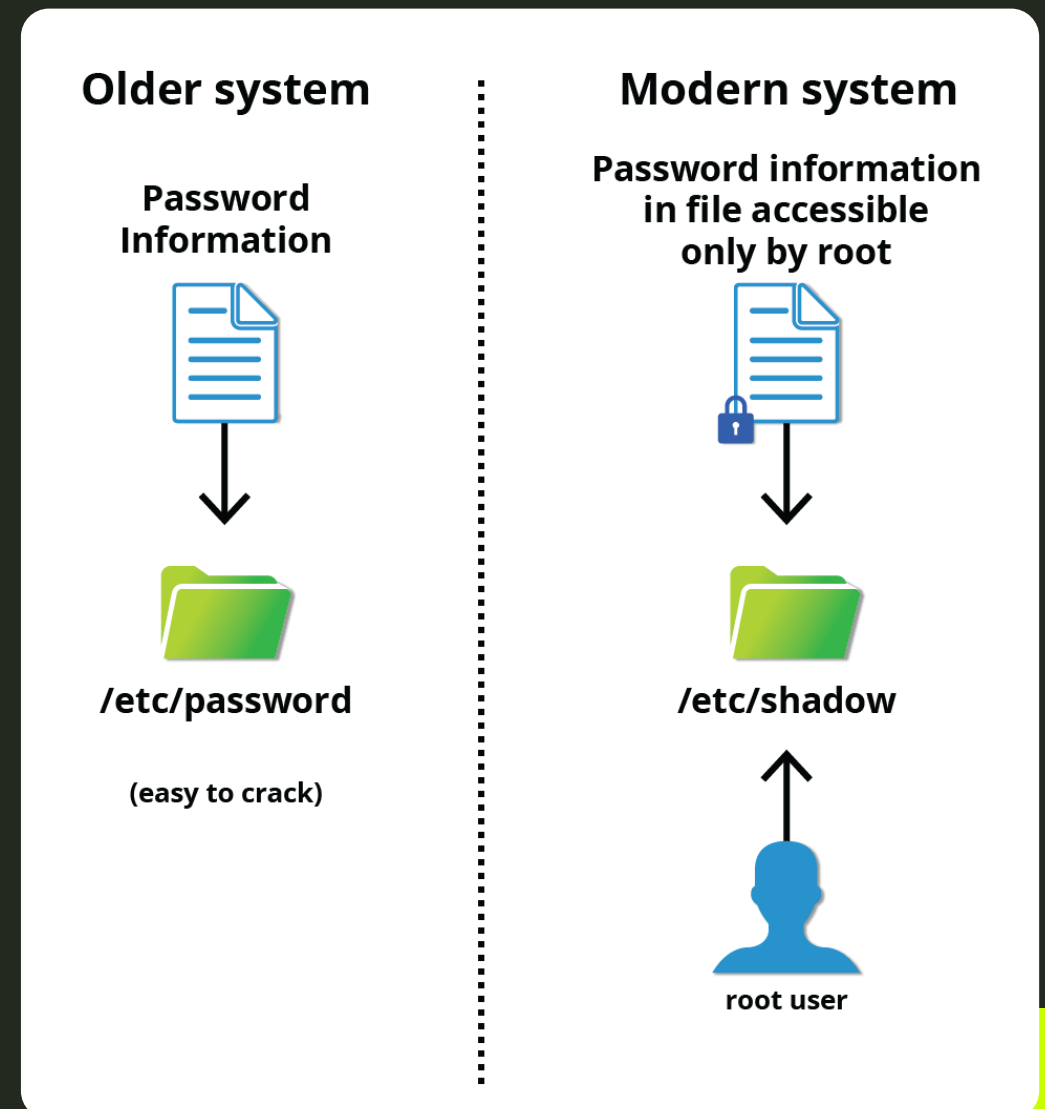 Older system
Password
Information
/etc/password
(easy to crack)
Modern system
Password information
in file accessible
only by root
/etc/shadow
root user